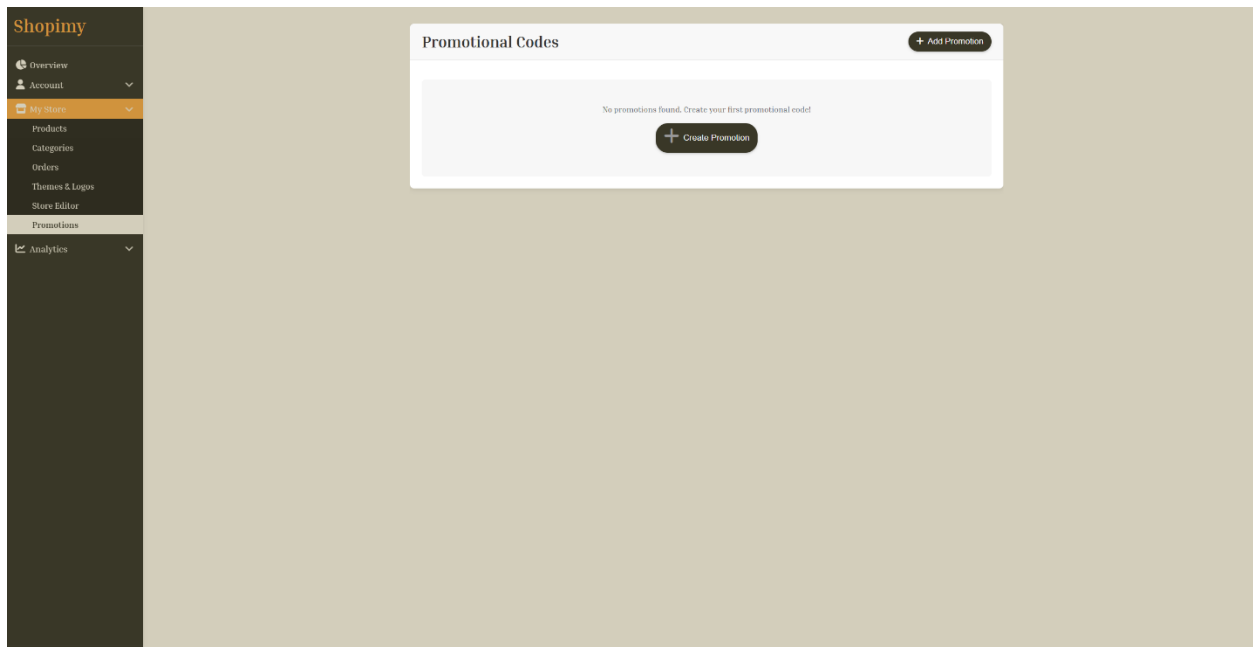 Shopimy
Overview
Account
My Store
Products
Categories
Orders
Themes & Logos
Store Editor
Promotions
Analytics
Promotional Codes
+ Add Promotion
No promotions found. Create your first promotional code!
Create Promotion